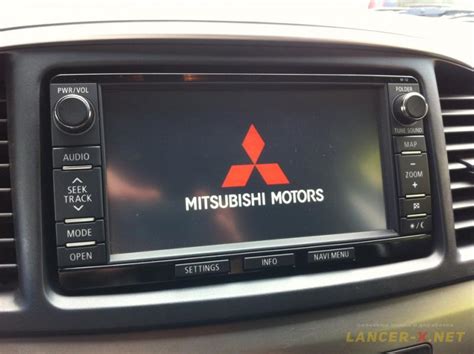 PWR/VOL
AUDIO
SEEK
TRACK
MODE
OPEN
MITSUBISHI MOTORS
FOLDER
TUNE SOUND
MAP
ZOOM
SETTINGS
INFO
NAVI MENU
LANCER-X.NET